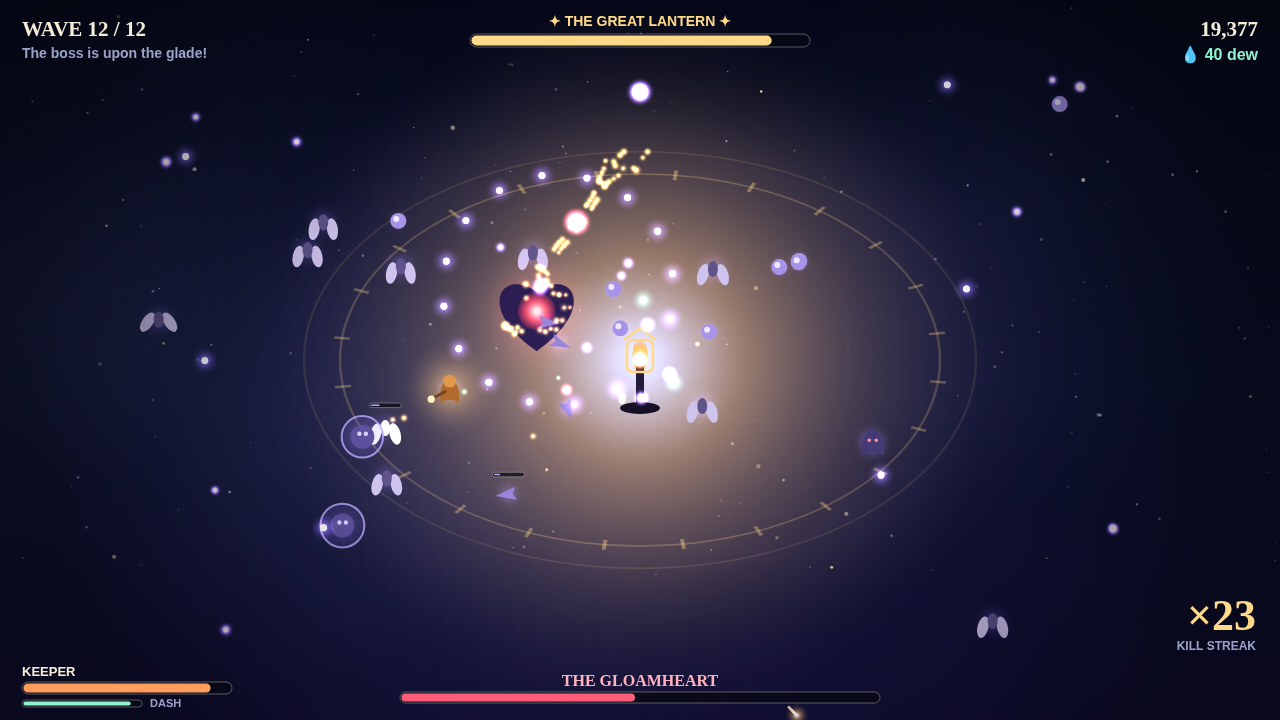 WAVE 12 / 12
The boss is upon the glade!
✦ THE GREAT LANTERN ✦
19,377
💧 40 dew
×23
KILL STREAK
KEEPER
DASH
THE GLOAMHEART